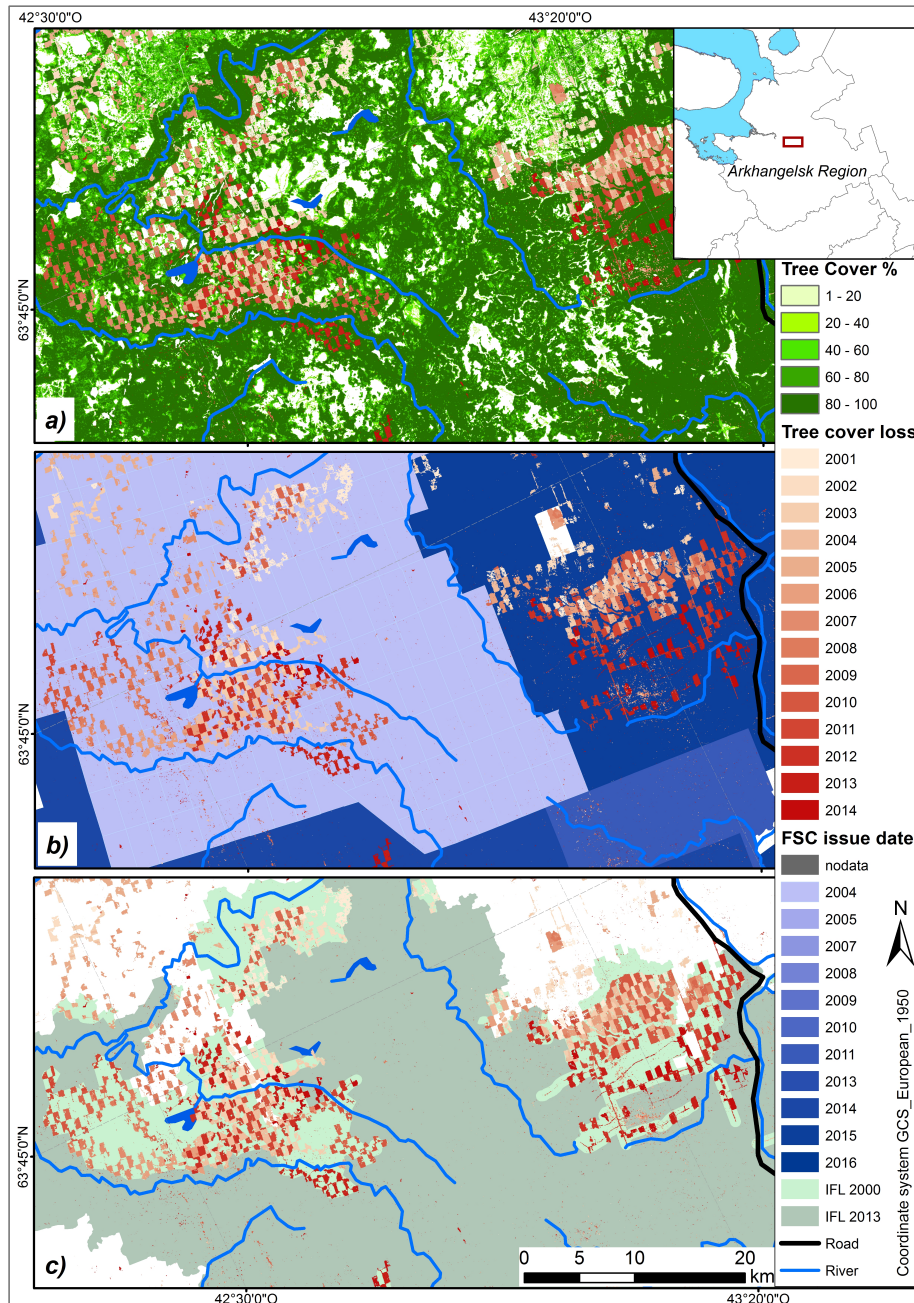 42°30'0"O
43°20'0"O
Arkhangelsk Region
63°45'0"N
a)
Tree Cover %
1 - 20
20 - 40
40 - 60
60 - 80
80 - 100
Tree cover loss
2001
2002
2003
2004
2005
2006
2007
2008
2009
2010
2011
2012
2013
2014
63°45'0"N
b)
FSC issue date
nodata
2004
2005
2007
2008
2009
2010
2011
2013
2014
2015
2016
IFL 2000
IFL 2013
Road
River
N
Coordinate system GCS_European_1950
63°45'0"N
c)
0 5 10 20
km
42°30'0"O
43°20'0"O